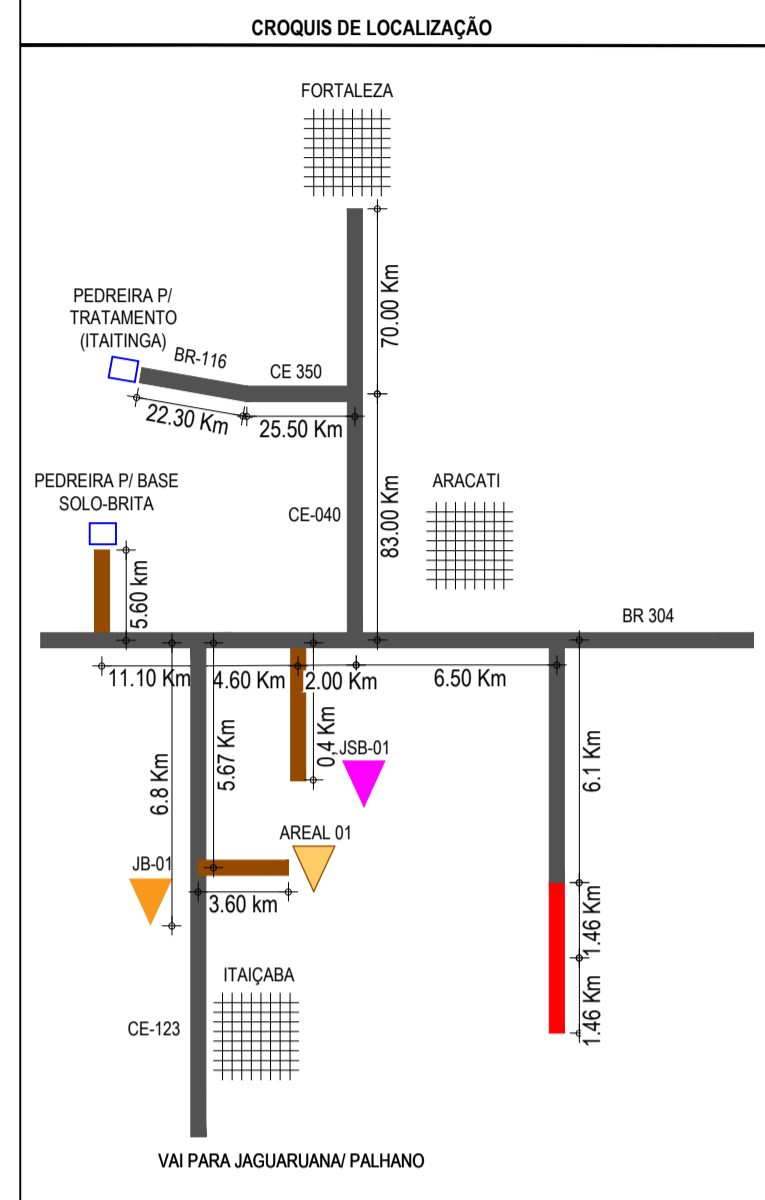 CROQUIS DE LOCALIZAÇÃO
FORTALEZA
70.00 Km
PEDREIRA P/
TRATAMENTO
(ITAITINGA)
BR-116
CE 350
22.30 Km
25.50 Km
PEDREIRA P/ BASE
SOLO-BRITA
CE-040
83.00 Km
ARACATI
5.60 km
BR 304
11.10 Km
4.60 Km
2.00 Km
6.50 Km
6.8 Km
5.67 Km
0,4 Km
JSB-01
6.1 Km
AREAL 01
JB-01
3.60 km
1.46 Km
1.46 Km
ITAIÇABA
CE-123
VAI PARA JAGUARUANA/ PALHANO